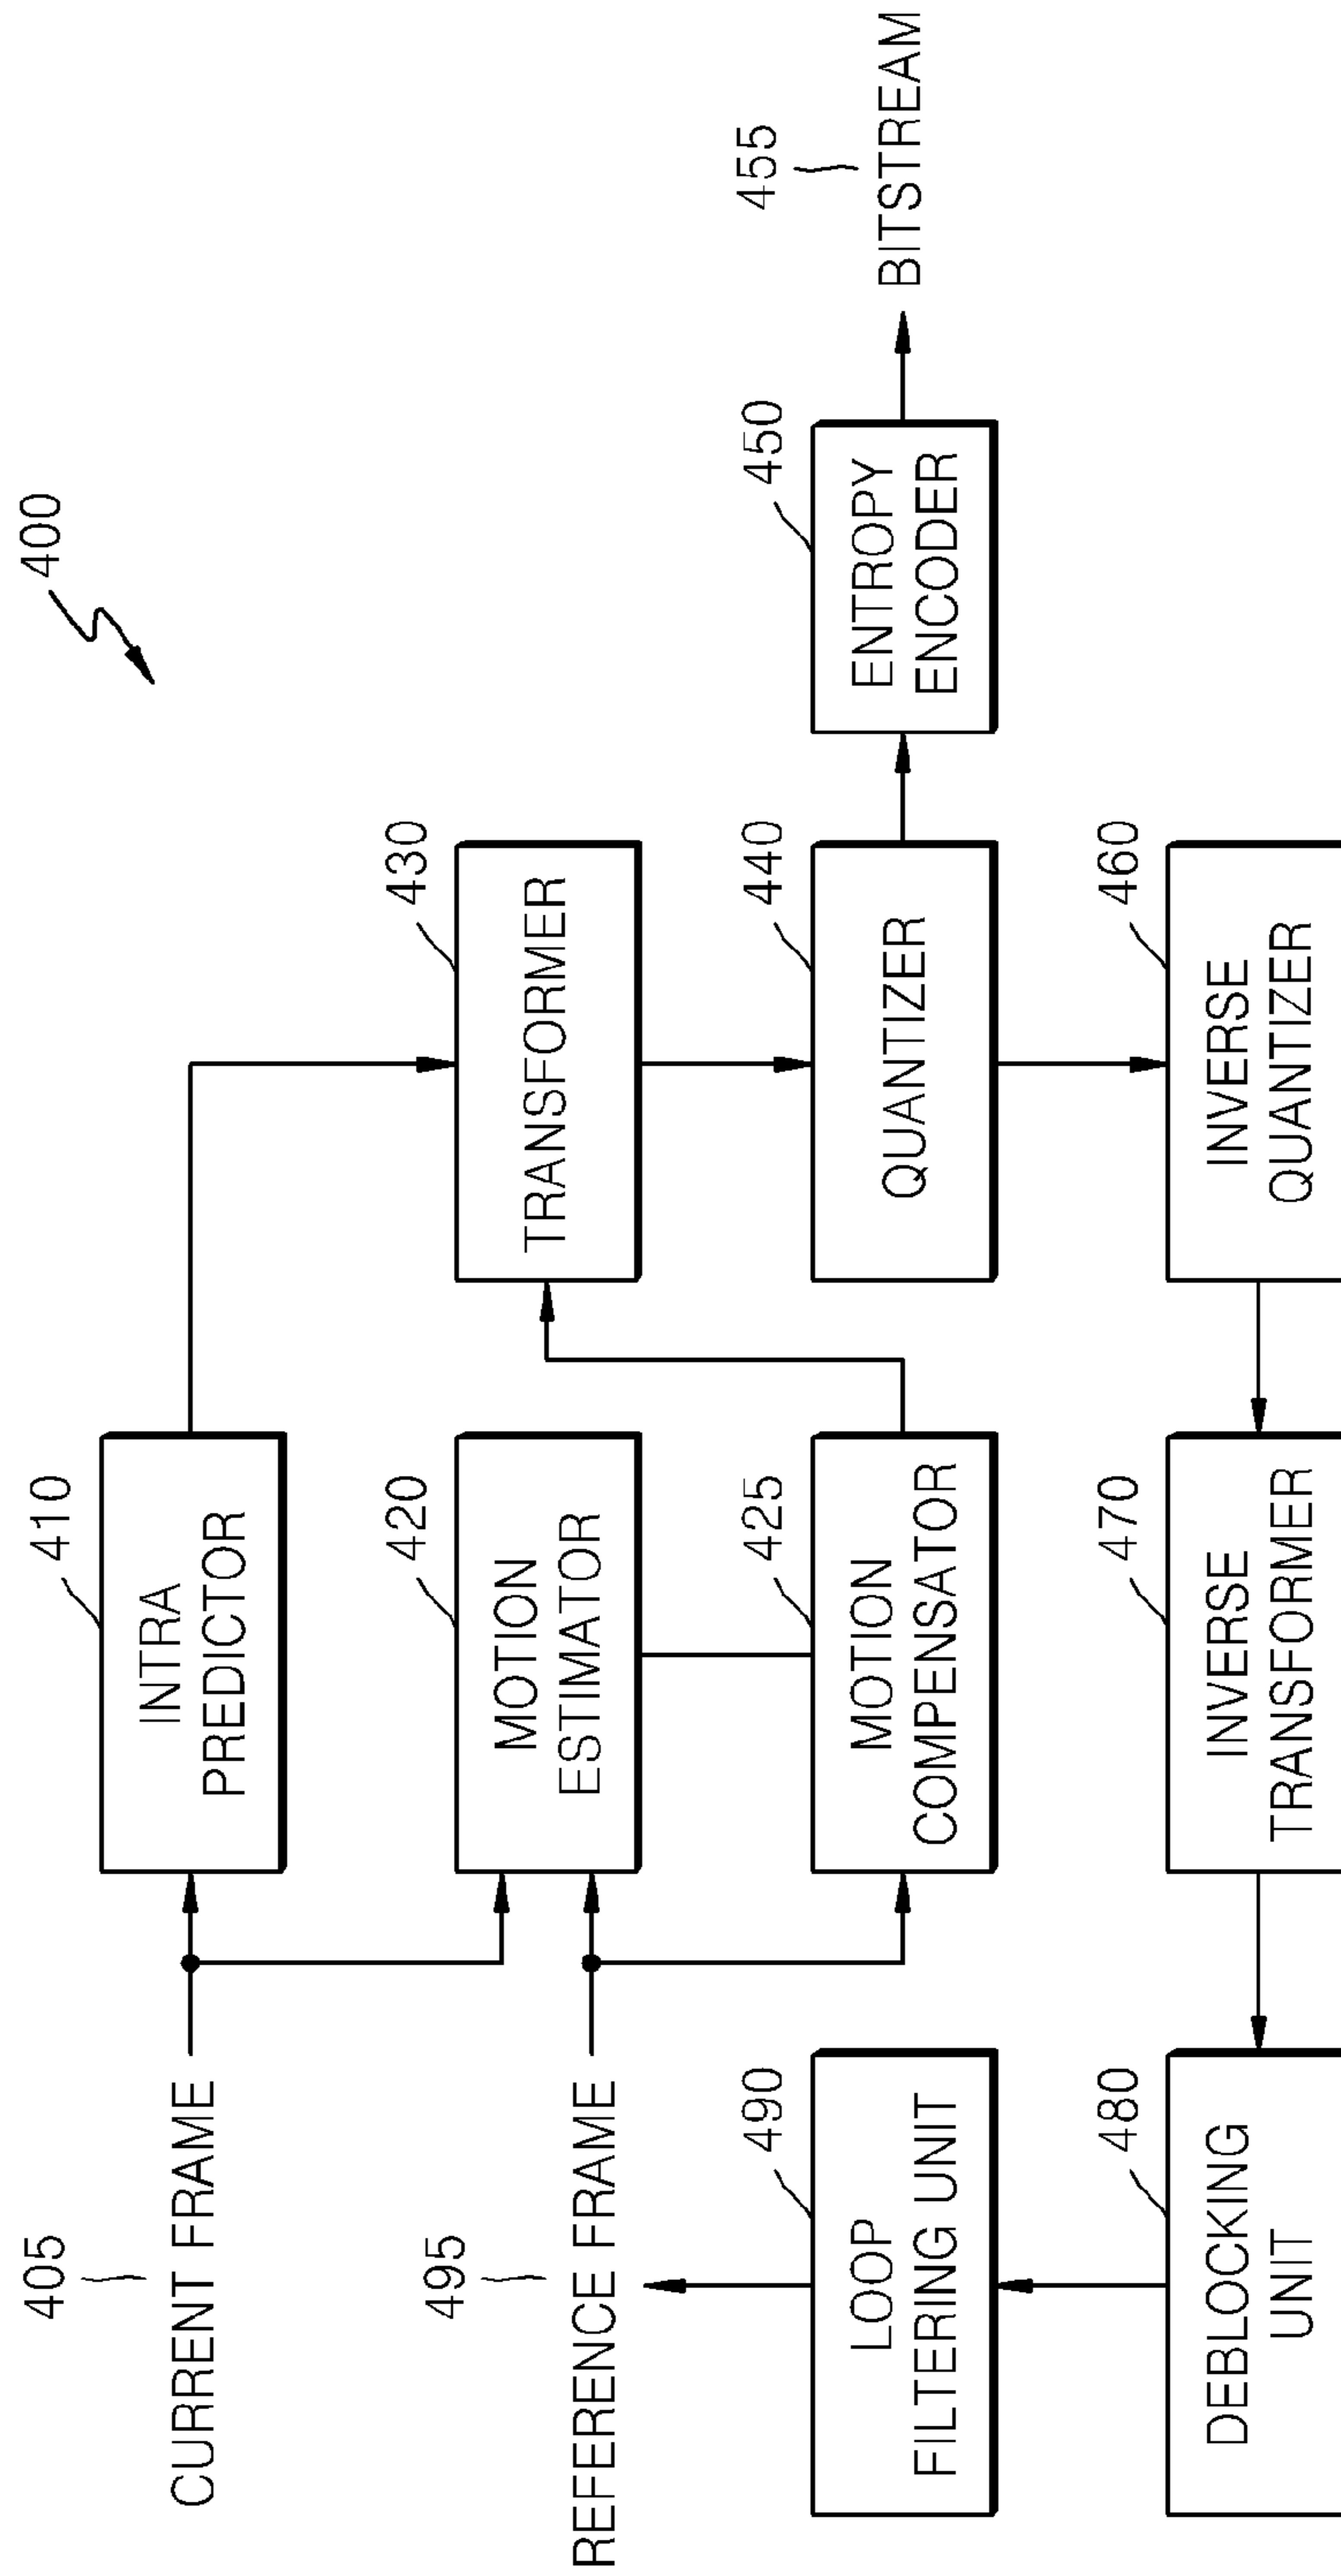 400
405
CURRENT FRAME
410
INTRA
PREDICTOR
495
REFERENCE FRAME
420
MOTION
ESTIMATOR
430
TRANSFORMER
490
LOOP
FILTERING UNIT
425
MOTION
COMPENSATOR
440
QUANTIZER
450
ENTROPY
ENCODER
455
BITSTREAM
480
DEBLOCKING
UNIT
470
INVERSE
TRANSFORMER
460
INVERSE
QUANTIZER